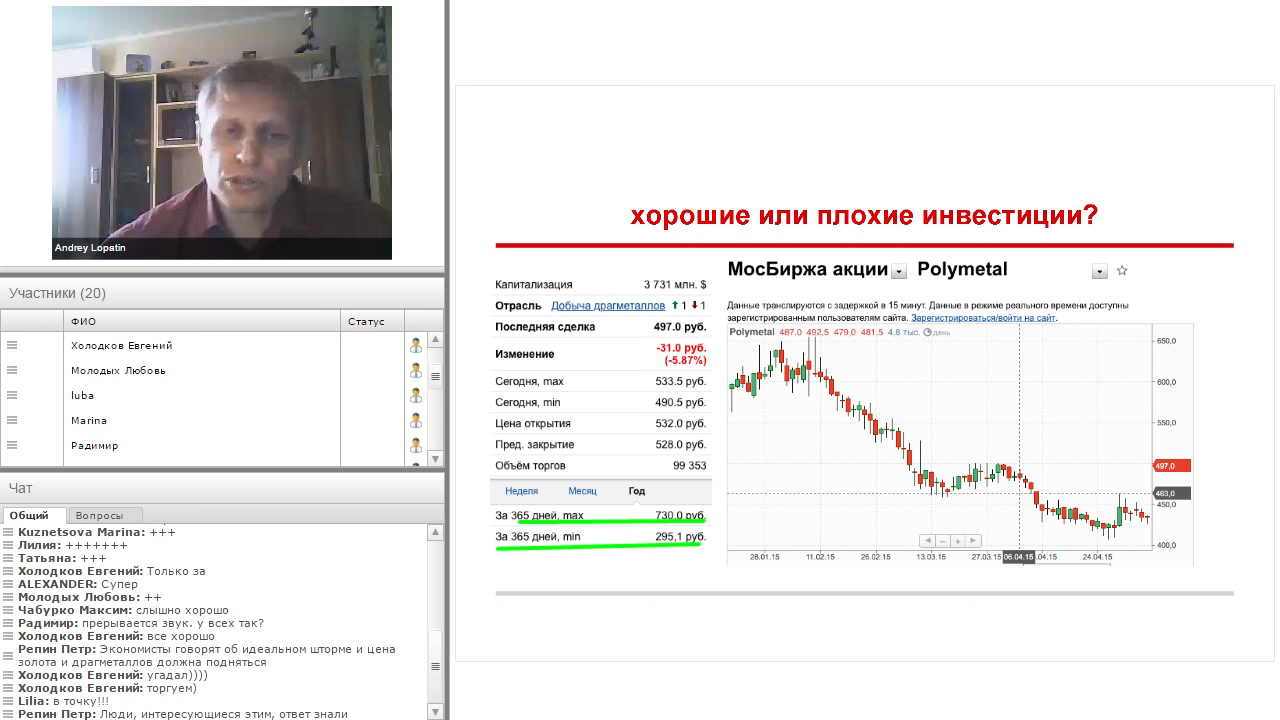 Andrey Lopatin
Участники (20)
ФИО Статус
Холодков Евгений
Молодых Любовь
luba
Marina
Радимир
Чат
Общий Вопросы
Kuznetsova Marina: +++
Лилия: +++++++
Татьяна: +++
Холодков Евгений: Только за
ALEXANDER: Супер
Молодых Любовь: ++
Чабурко Максим: слышно хорошо
Радимир: прерывается звук. у всех так?
Холодков Евгений: все хорошо
Репин Петр: Экономисты говорят об идеальном шторме и цена
золота и драгметаллов должна подняться
Холодков Евгений: угадал))))
Холодков Евгений: торгуем)
Lilia: в точку!!!
Репин Петр: Люди, интересующиеся этим, ответ знали
хорошие или плохие инвестиции?
Капитализация 3 731 млн. $
Отрасль Добыча драгметаллов 1 1
Последняя сделка 497.0 руб.
Изменение -31.0 руб.
(-5.87%)
Сегодня, max 533.5 руб.
Сегодня, min 490.5 руб.
Цена открытия 532.0 руб.
Пред. закрытие 528.0 руб.
Объём торгов 99 353
Неделя Месяц Год
За 365 дней, max 730.0 руб.
За 365 дней, min 295,1 руб.
МосБиржа акции Polymetal
Данные транслируются с задержкой в 15 минут. Данные в режиме реального времени доступны
зарегистрированным пользователям сайта. Зарегистрироваться/войти на сайт.
Polymetal 487,0 492,5 479,0 481,5 4,8 тыс. день
650,0
600,0
550,0
497,0
463,0
450,0
400,0
28.01.15 11.02.15 26.02.15 13.03.15 27.03.15 06.04.15 .04.15 24.04.15